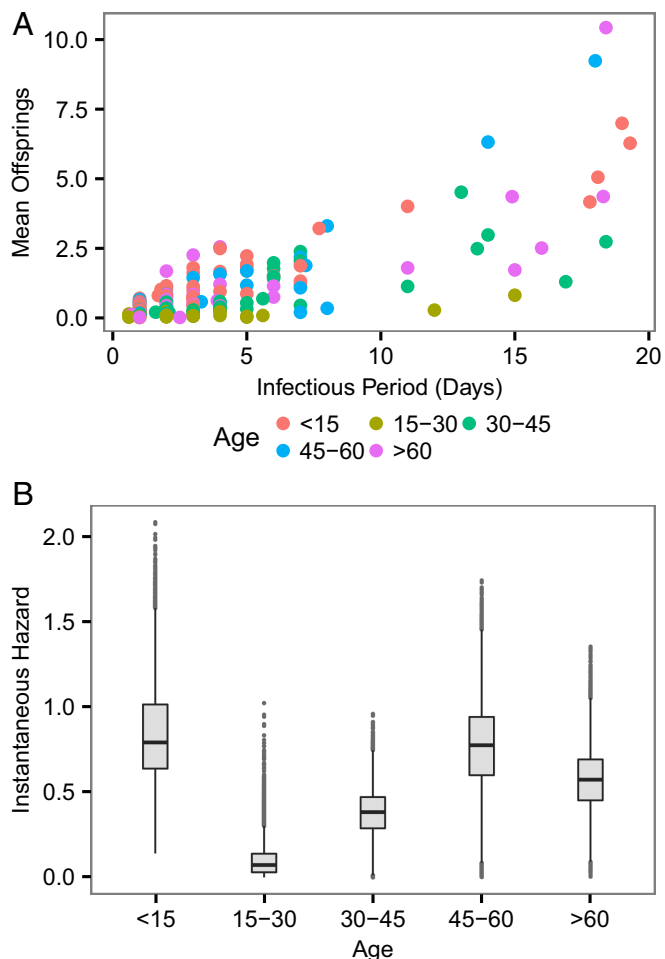 A
10.0
7.5
5.0
2.5
0.0
Mean Offsprings
0 5 10 15 20
Infectious Period (Days)
Age <15 15−30 30−45
45−60 >60
B
2.0
1.5
1.0
0.5
0.0
Instantaneous Hazard
<15 15−30 30−45 45−60 >60
Age